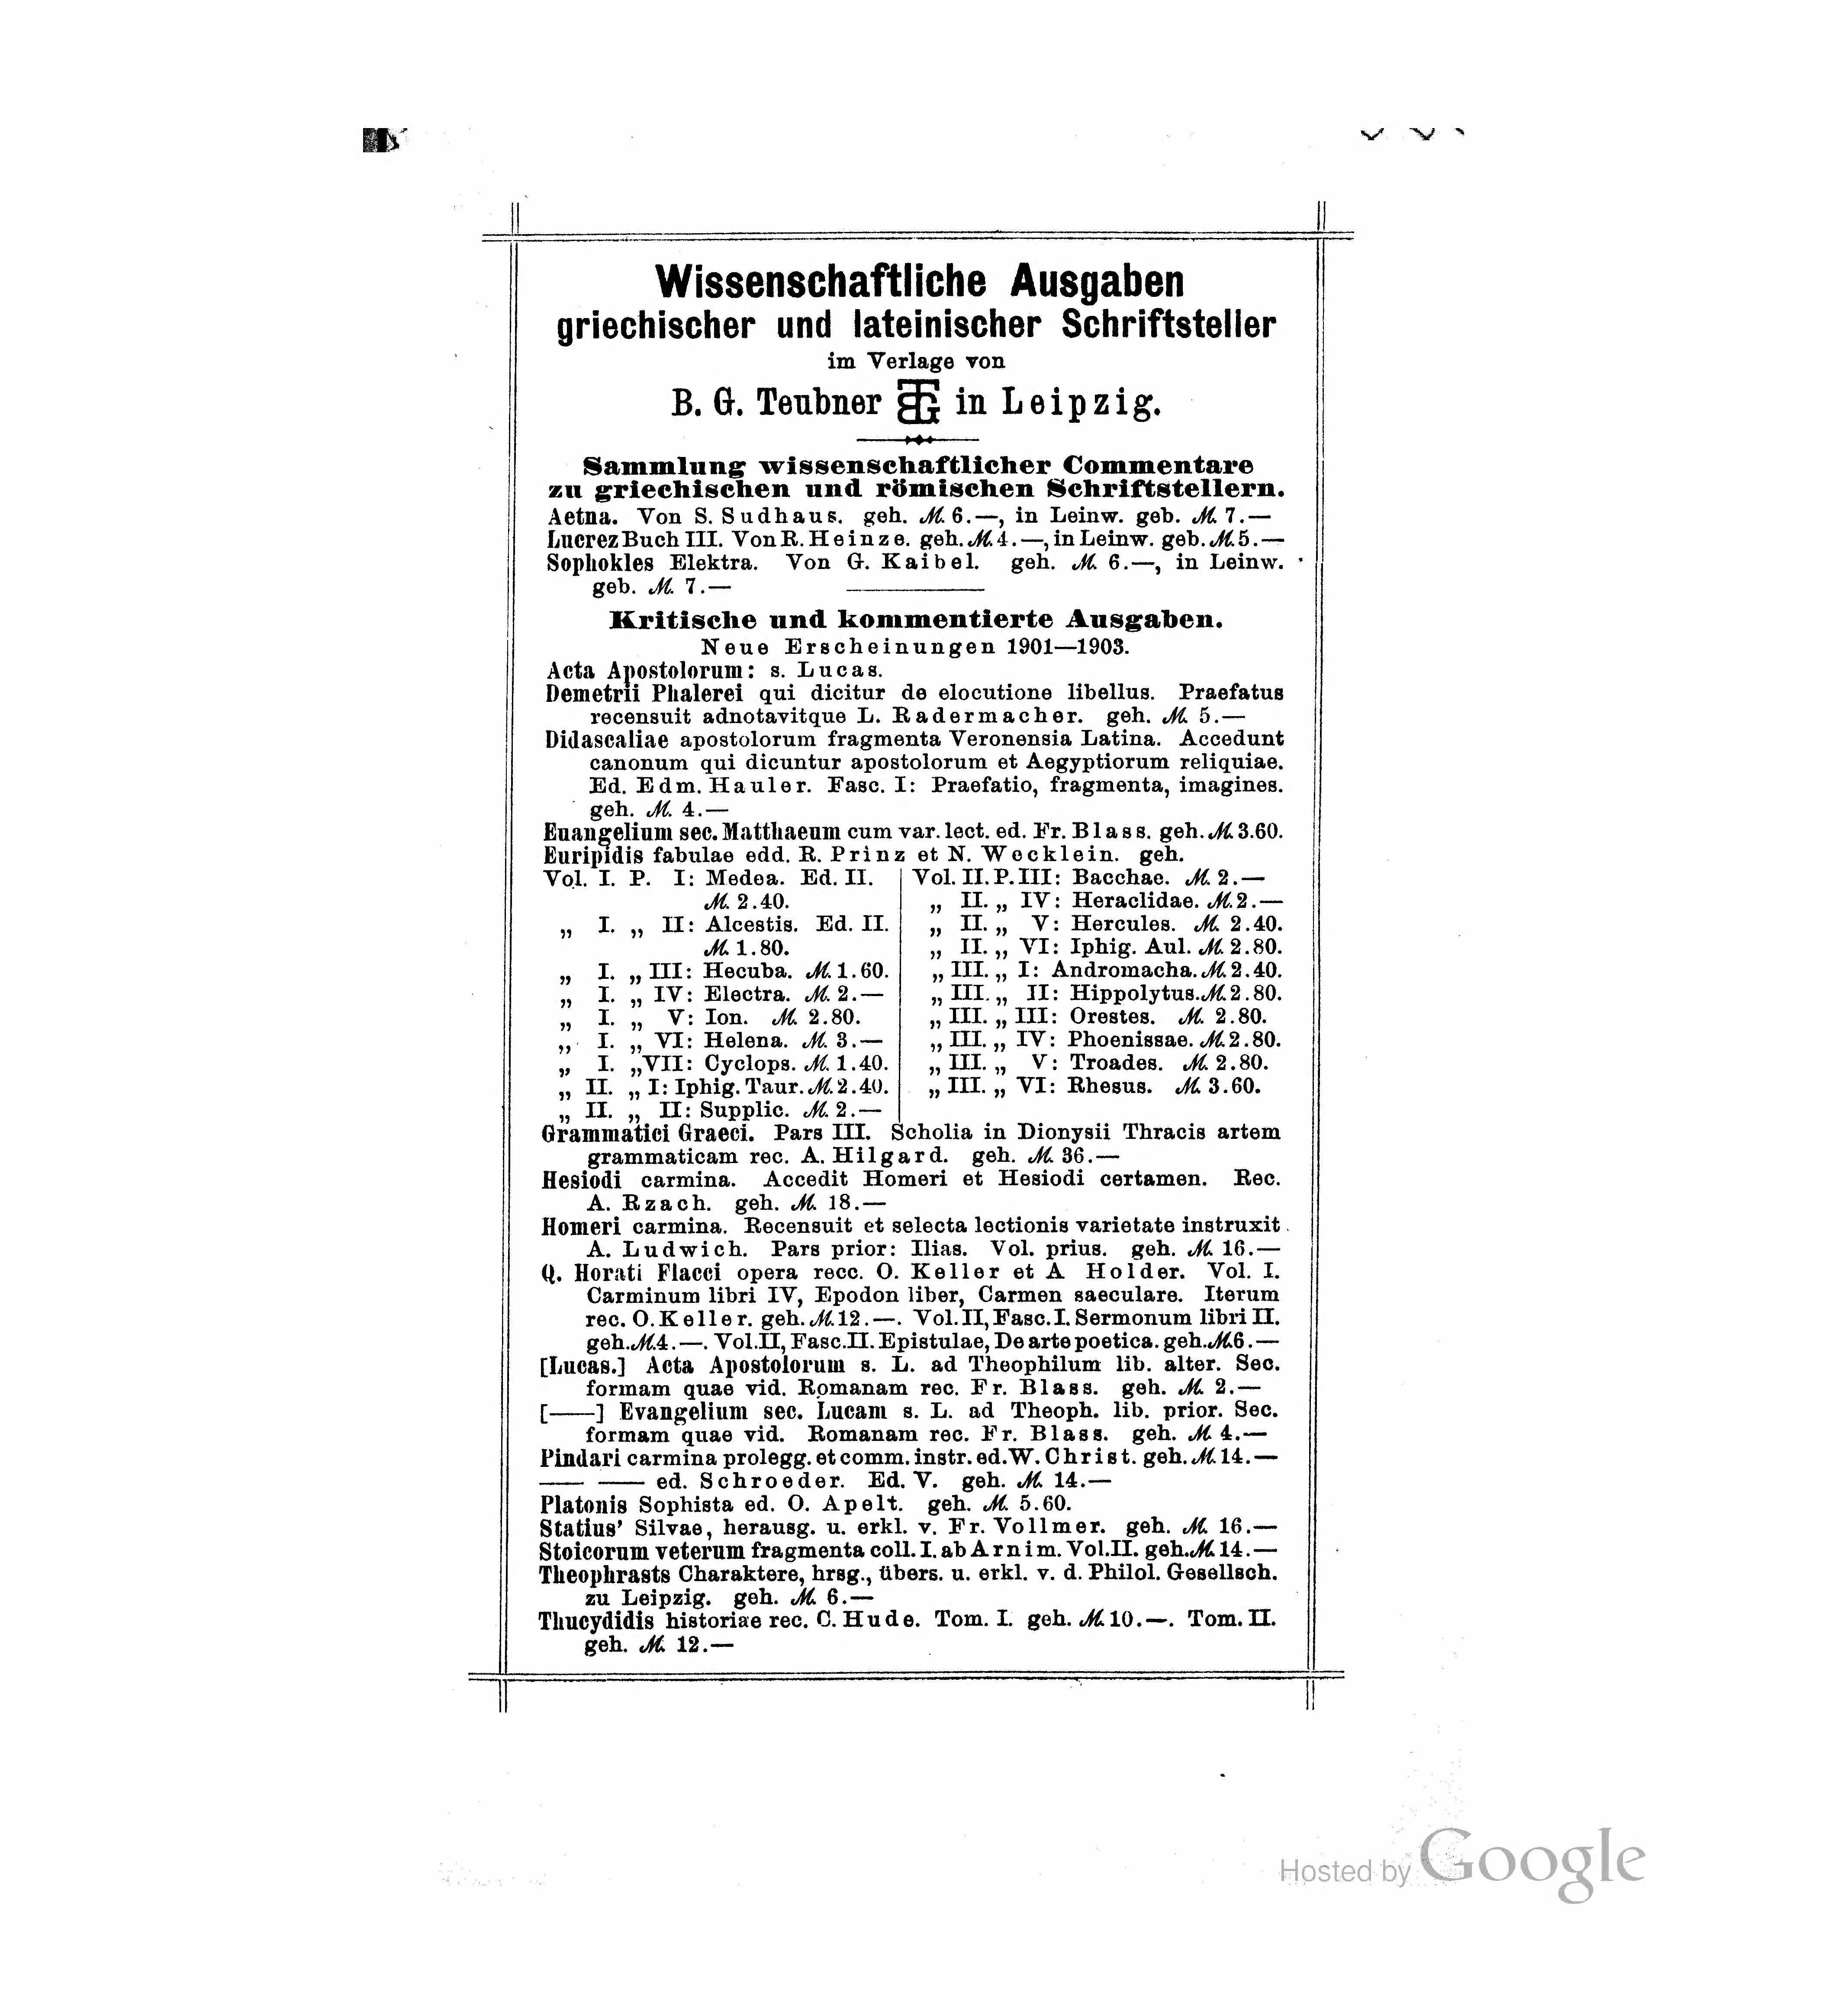 Wissenschaftliche Ausgaben
griechischer und lateinischer Schriftsteller
im Verlage von
B. G. Teubner BTG in Leipzig.
Sammlung wissenschaftlicher Commentare
zu griechischen und römischen Schriftstellern.
Aetna. Von S. Sudhaus. geh. M. 6.—, in Leinw. geb. M. 7.—
Lucrez Buch III. Von R. Heinze. geh. M. 4.—, in Leinw. geb. M. 5.—
Sophokles Elektra. Von G. Kaibel. geh. M. 6.—, in Leinw.
geb. M. 7.—
Kritische und kommentierte Ausgaben.
Neue Erscheinungen 1901—1903.
Acta Apostolorum: s. Lucas.
Demetrii Phalerei qui dicitur de elocutione libellus. Praefatus
recensuit adnotavitque L. Radermacher. geh. M. 5.—
Didascaliae apostolorum fragmenta Veronensia Latina. Accedunt
canonum qui dicuntur apostolorum et Aegyptiorum reliquiae.
Ed. Edm. Hauler. Fasc. I: Praefatio, fragmenta, imagines.
geh. M. 4.—
Euangelium sec. Matthaeum cum var. lect. ed. Fr. Blass. geh. M. 3.60.
Euripidis fabulae edd. R. Prinz et N. Wecklein. geh.
Vol. I. P. I: Medea. Ed. II.
M. 2.40.
„ I. „ II: Alcestis. Ed. II.
M. 1.80.
„ I. „ III: Hecuba. M. 1.60.
„ I. „ IV: Electra. M. 2.—
„ I. „ V: Ion. M. 2.80.
„ I. „ VI: Helena. M. 3.—
„ I. „ VII: Cyclops. M. 1.40.
„ II. „ I: Iphig. Taur. M. 2.40.
„ II. „ II: Supplic. M. 2.—
Vol. II. P. III: Bacchae. M. 2.—
„ II. „ IV: Heraclidae. M. 2.—
„ II. „ V: Hercules. M. 2.40.
„ II. „ VI: Iphig. Aul. M. 2.80.
„ III. „ I: Andromacha. M. 2.40.
„ III. „ II: Hippolytus. M. 2.80.
„ III. „ III: Orestes. M. 2.80.
„ III. „ IV: Phoenissae. M. 2.80.
„ III. „ V: Troades. M. 2.80.
„ III. „ VI: Rhesus. M. 3.60.
Grammatici Graeci. Pars III. Scholia in Dionysii Thracis artem
grammaticam rec. A. Hilgard. geh. M. 36.—
Hesiodi carmina. Accedit Homeri et Hesiodi certamen. Rec.
A. Rzach. geh. M. 18.—
Homeri carmina. Recensuit et selecta lectionis varietate instruxit
A. Ludwich. Pars prior: Ilias. Vol. prius. geh. M. 16.—
Q. Horati Flacci opera recc. O. Keller et A Holder. Vol. I.
Carminum libri IV, Epodon liber, Carmen saeculare. Iterum
rec. O. Keller. geh. M. 12.—. Vol. II, Fasc. I. Sermonum libri II.
geh. M. 4.—. Vol. II, Fasc. II. Epistulae, De arte poetica. geh. M. 6.—
[Lucas.] Acta Apostolorum s. L. ad Theophilum lib. alter. Sec.
formam quae vid. Romanam rec. Fr. Blass. geh. M. 2.—
[——] Evangelium sec. Lucam s. L. ad Theoph. lib. prior. Sec.
formam quae vid. Romanam rec. Fr. Blass. geh. M 4.—
Pindari carmina prolegg. et comm. instr. ed. W. Christ. geh. M. 14.—
—— —— ed. Schroeder. Ed. V. geh. M. 14.—
Platonis Sophista ed. O. Apelt. geh. M. 5.60.
Statius' Silvae, herausg. u. erkl. v. Fr. Vollmer. geh. M. 16.—
Stoicorum veterum fragmenta coll. I. ab Arnim. Vol. II. geh. M. 14.—
Theophrasts Charaktere, hrsg., übers. u. erkl. v. d. Philol. Gesellsch.
zu Leipzig. geh. M. 6.—
Thucydidis historiae rec. C. Hude. Tom. I. geh. M. 10.—. Tom. II.
geh. M. 12.—
Hosted by Google